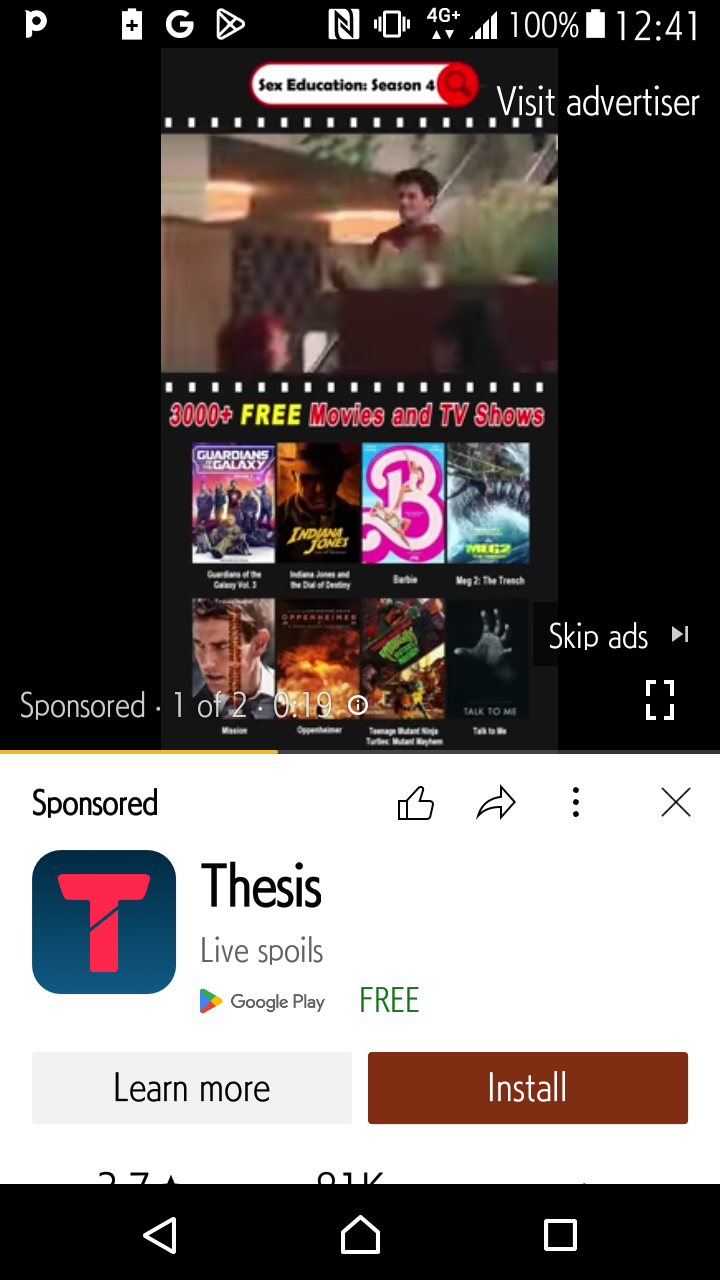 4G+ 100% 12:41
Sex Education: Season 4
Visit advertiser
3000+ FREE Movies and TV Shows
GUARDIANS
OF THE
GALAXY
INDIANA
JONES
B
MEG2
Guardians of the
Galaxy Vol. 3
Indiana Jones and
the Dial of Destiny
Barbie
Meg 2: The Trench
OPPENHEIMER
TALK TO ME
Skip ads
Sponsored · 1 of 2 · 0:19
Mission
Oppenheimer
Teenage Mutant Ninja
Turtles: Mutant Mayhem
Talk to Me
Sponsored
T
Thesis
Live spoils
Google Play FREE
Learn more
Install